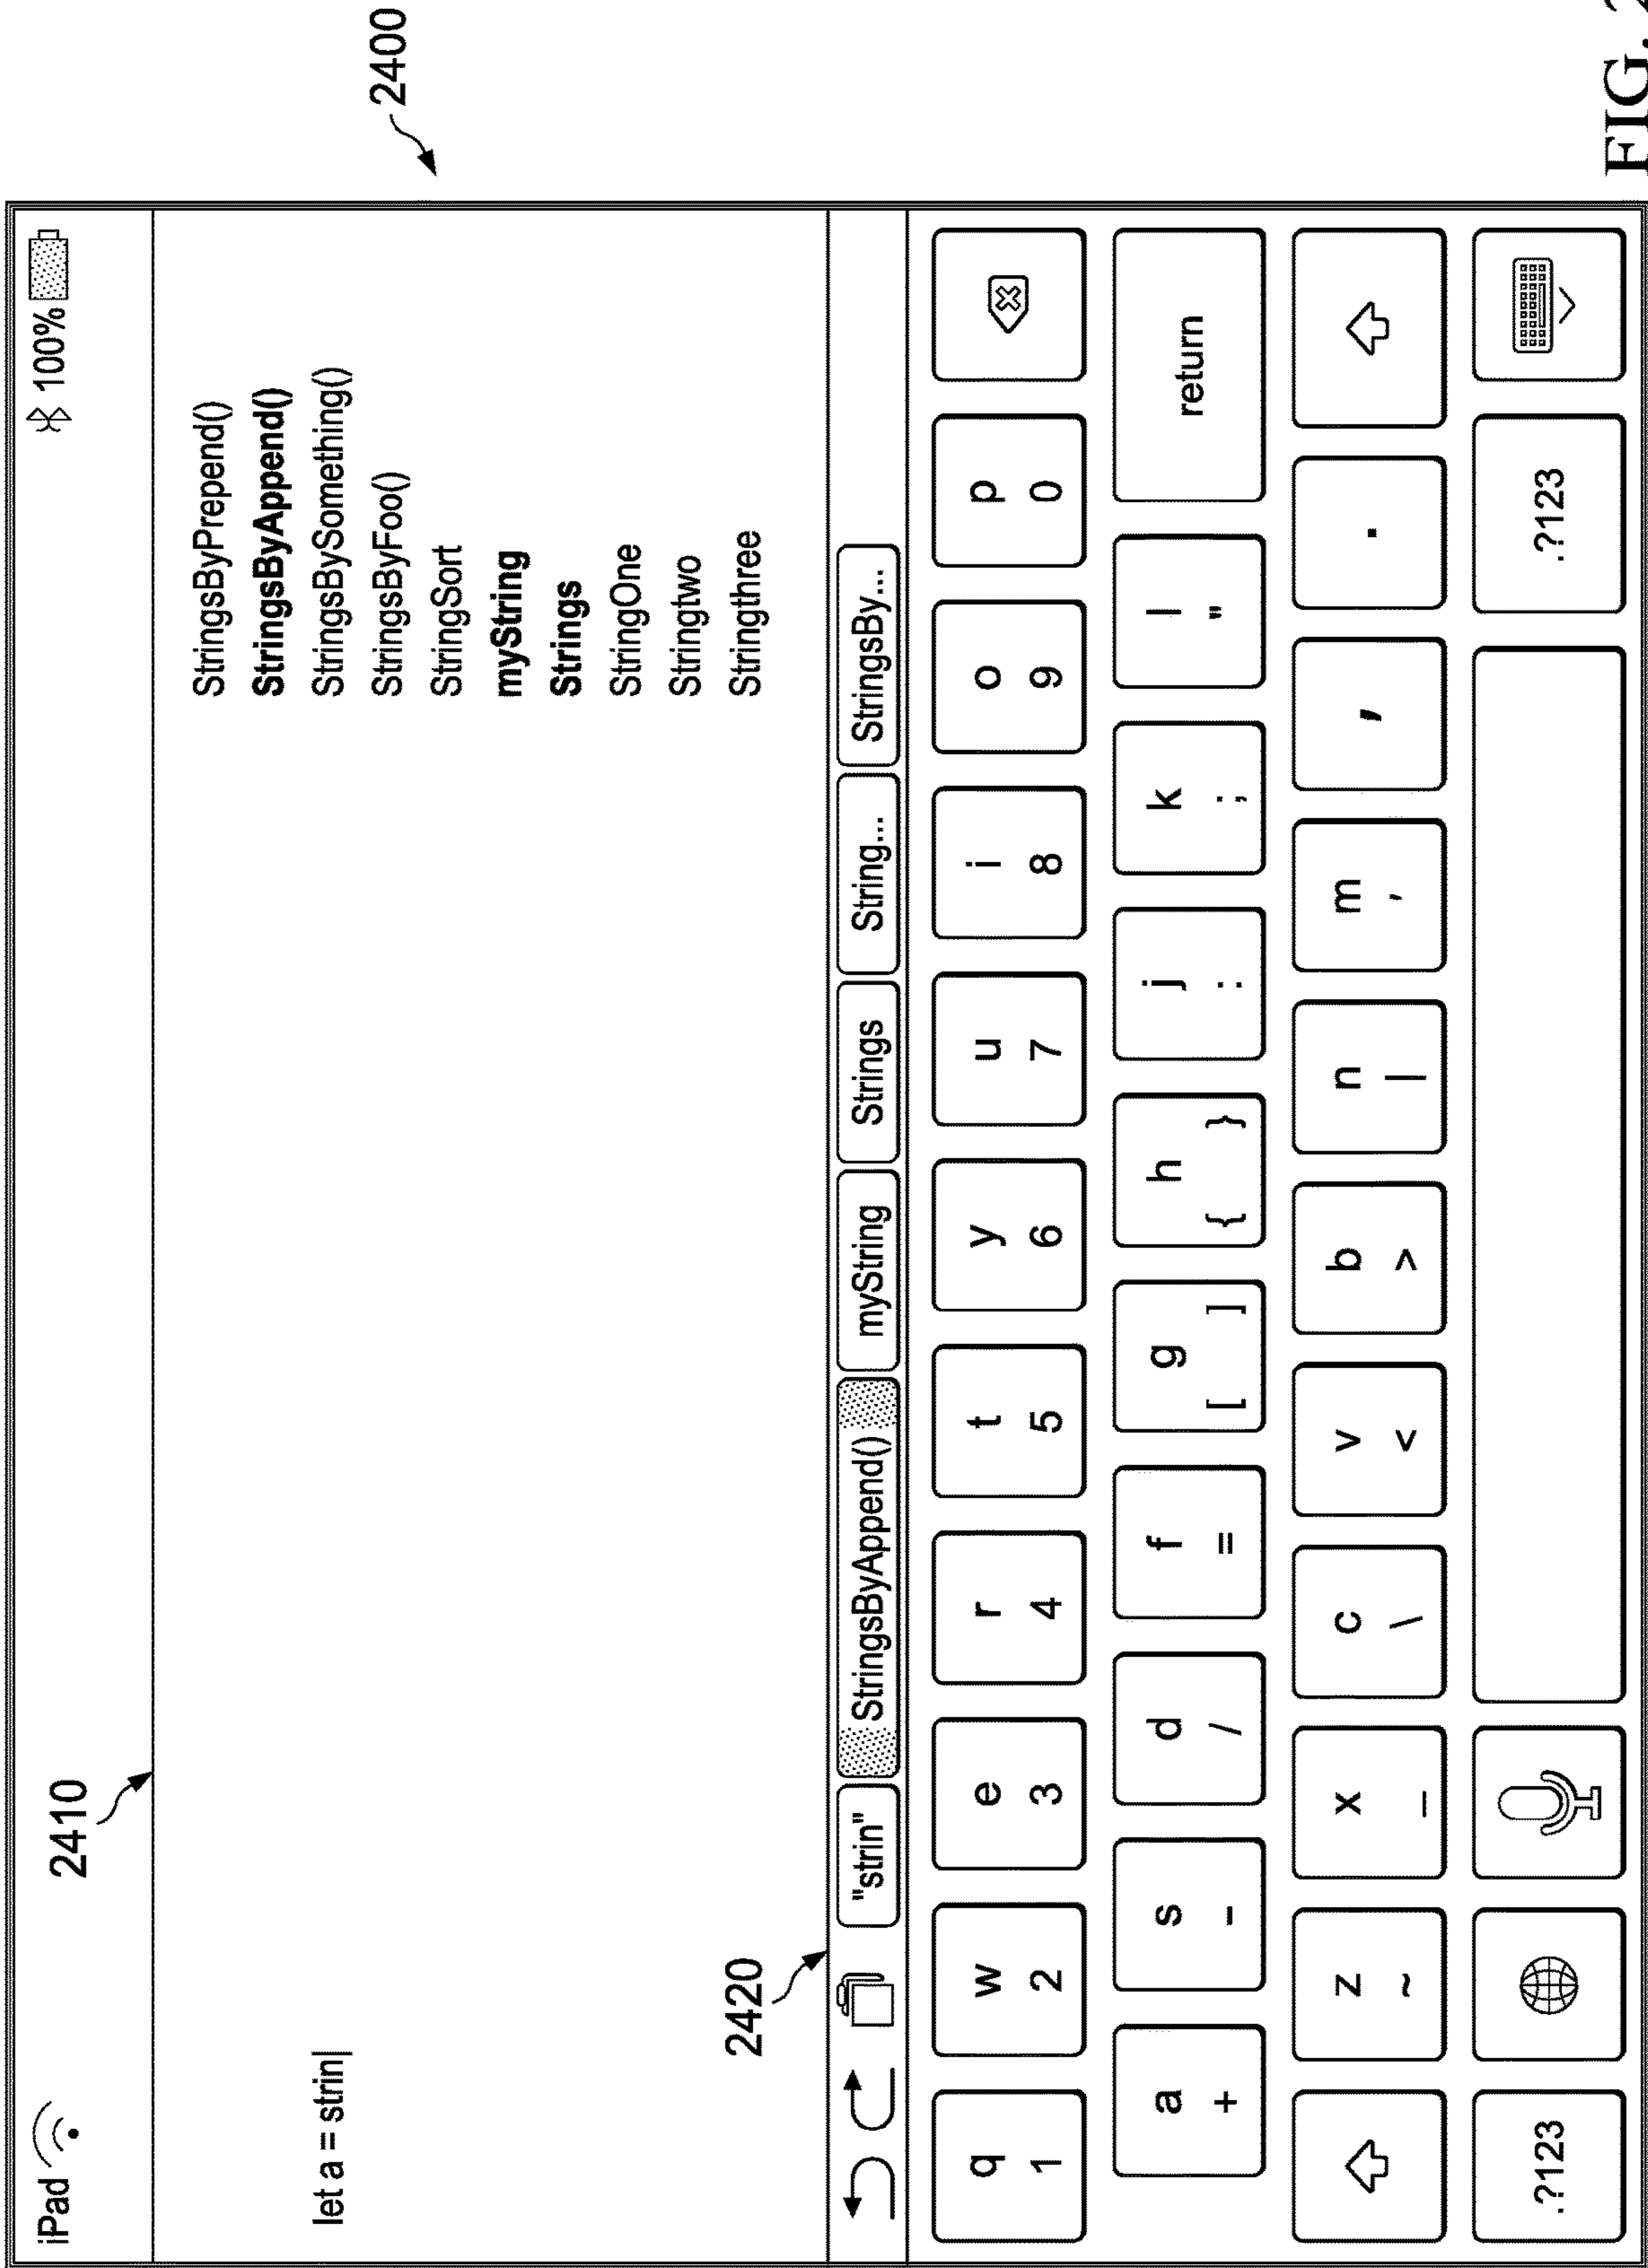 iPad 100%
2410
2400
StringsByPrepend()
StringsByAppend()
let a = strin| StringsBySomething()
StringsByFoo()
StringSort
myString
Strings
StringOne
Stringtwo
Stringthree
2420
"strin" StringsByAppend() myString Strings String... StringsBy...
q w e r t y u i o p
1 2 3 4 5 6 7 8 9 0
a s d f g h j k l return
+ - / = [ ] { } : ; "
z x c v b n m , .
~ _ \ < > | '
.?123 .?123
FIG. 2